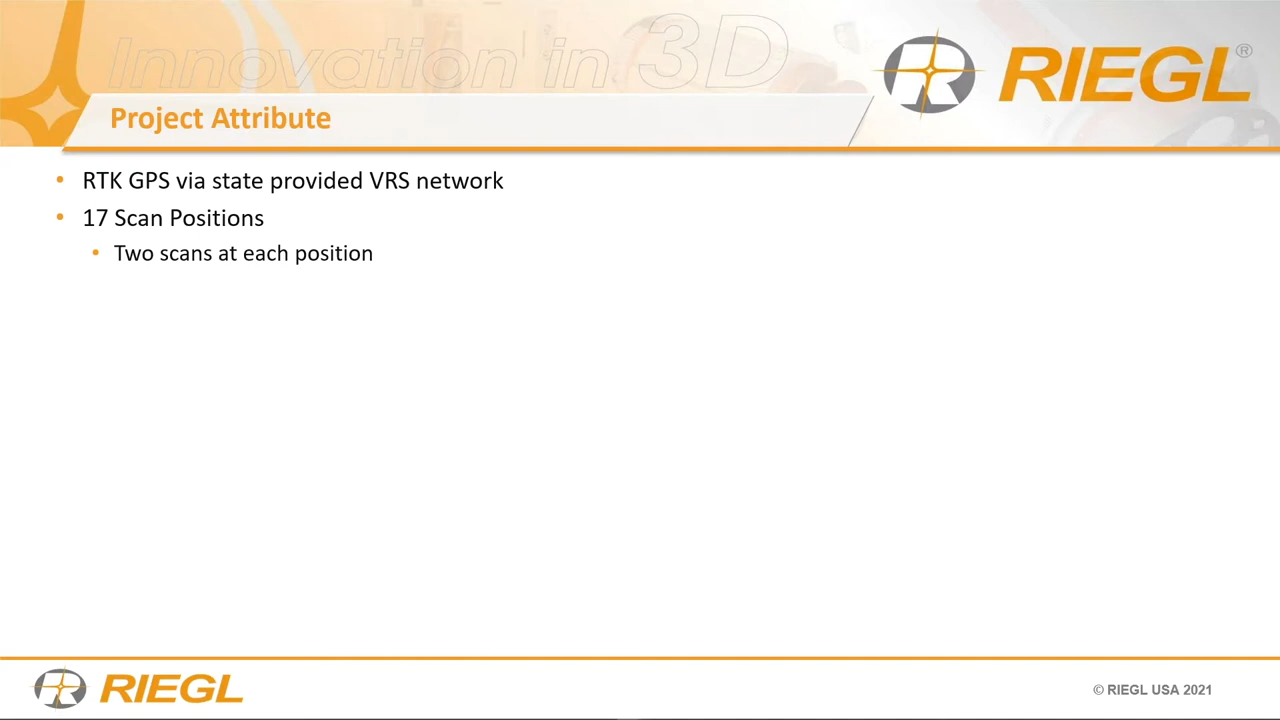 Innovation in 3D
RIEGL®
Project Attribute
• RTK GPS via state provided VRS network
• 17 Scan Positions
• Two scans at each position
RIEGL
© RIEGL USA 2021